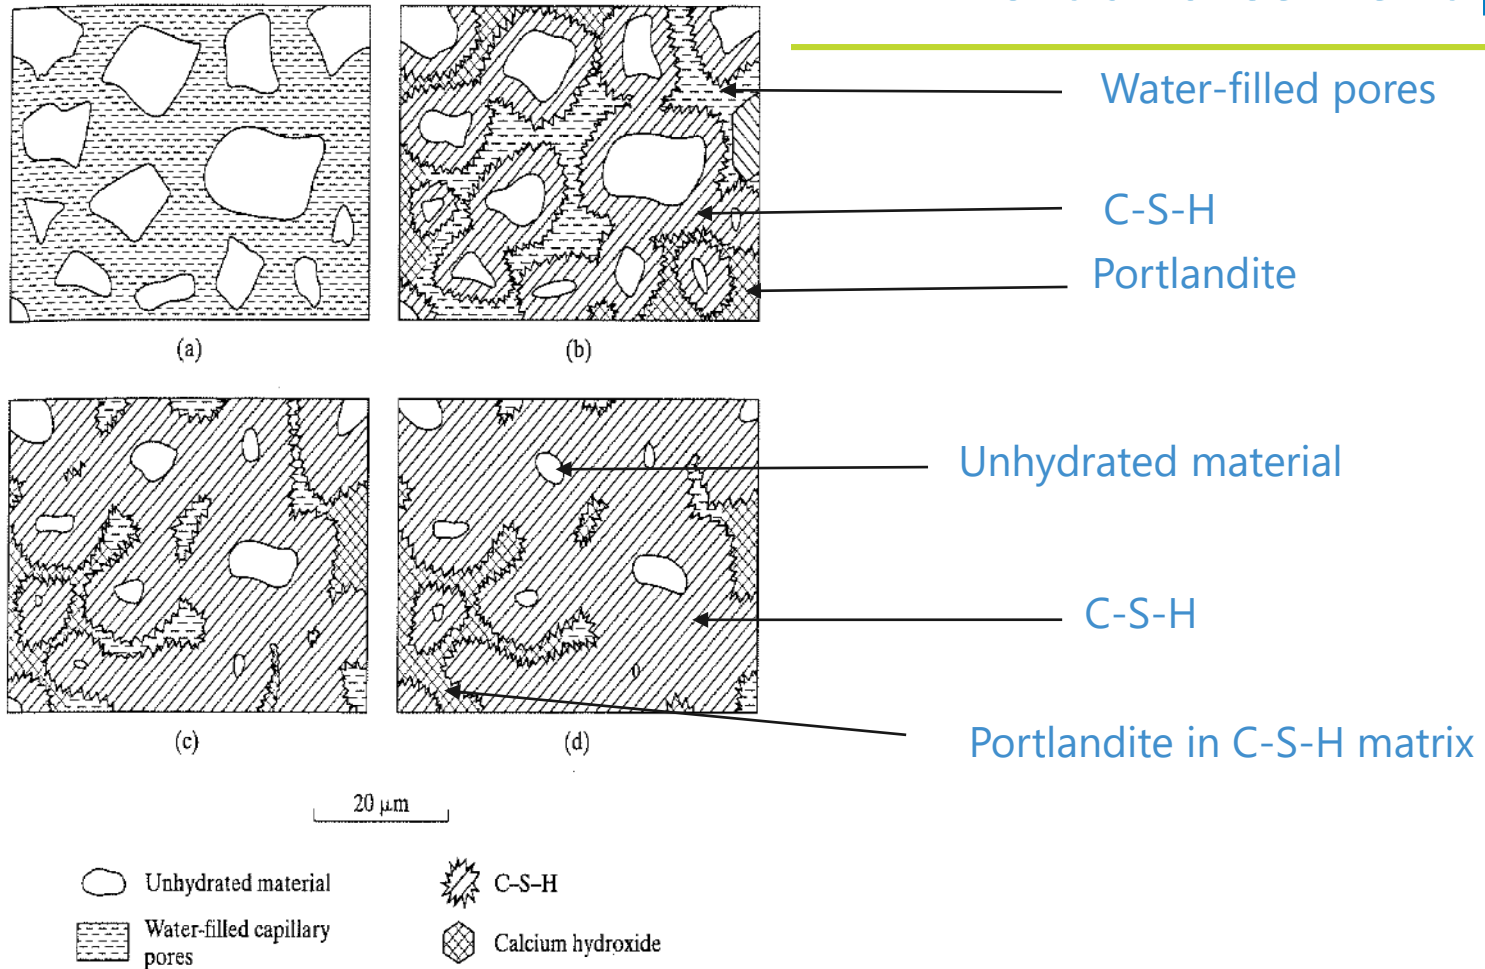 Water-filled pores
C-S-H
Portlandite
(a)
(b)
Unhydrated material
C-S-H
Portlandite in C-S-H matrix
(c)
(d)
20 μm
Unhydrated material
C–S–H
Water-filled capillary
pores
Calcium hydroxide